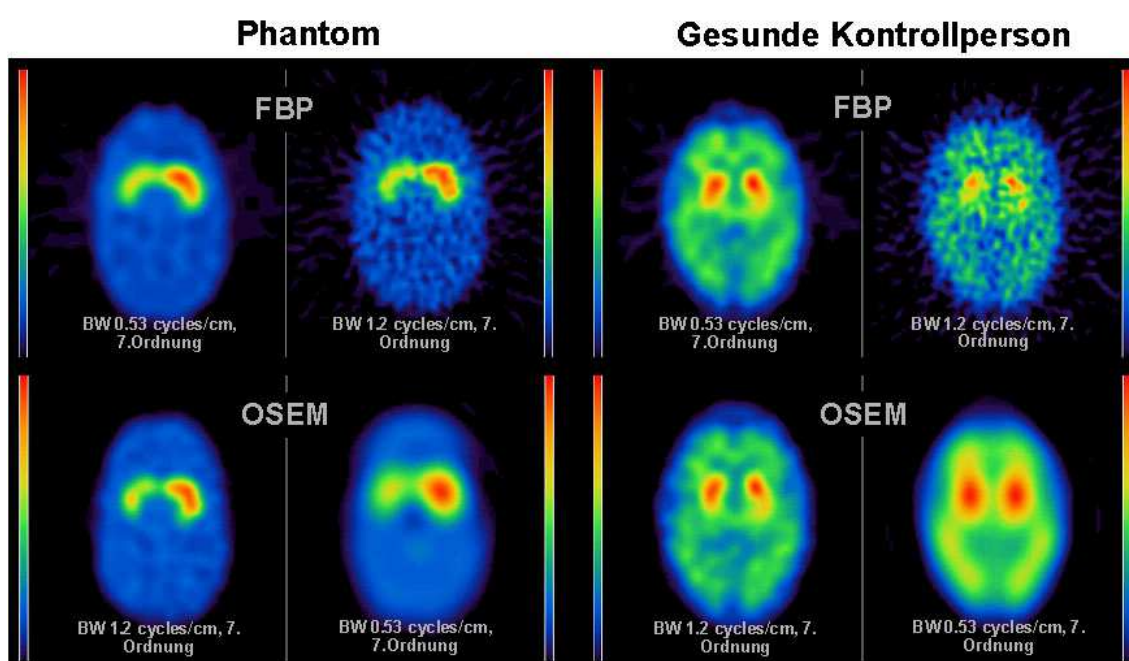 Phantom
Gesunde Kontrollperson
FBP
BW 0.53 cycles/cm,
7.Ordnung
BW 1.2 cycles/cm, 7.
Ordnung
FBP
BW 0.53 cycles/cm,
7.Ordnung
BW 1.2 cycles/cm, 7.
Ordnung
OSEM
BW 1.2 cycles/cm, 7.
Ordnung
BW 0.53 cycles/cm,
7.Ordnung
OSEM
BW 1.2 cycles/cm, 7.
Ordnung
BW 0.53 cycles/cm, 7.
Ordnung